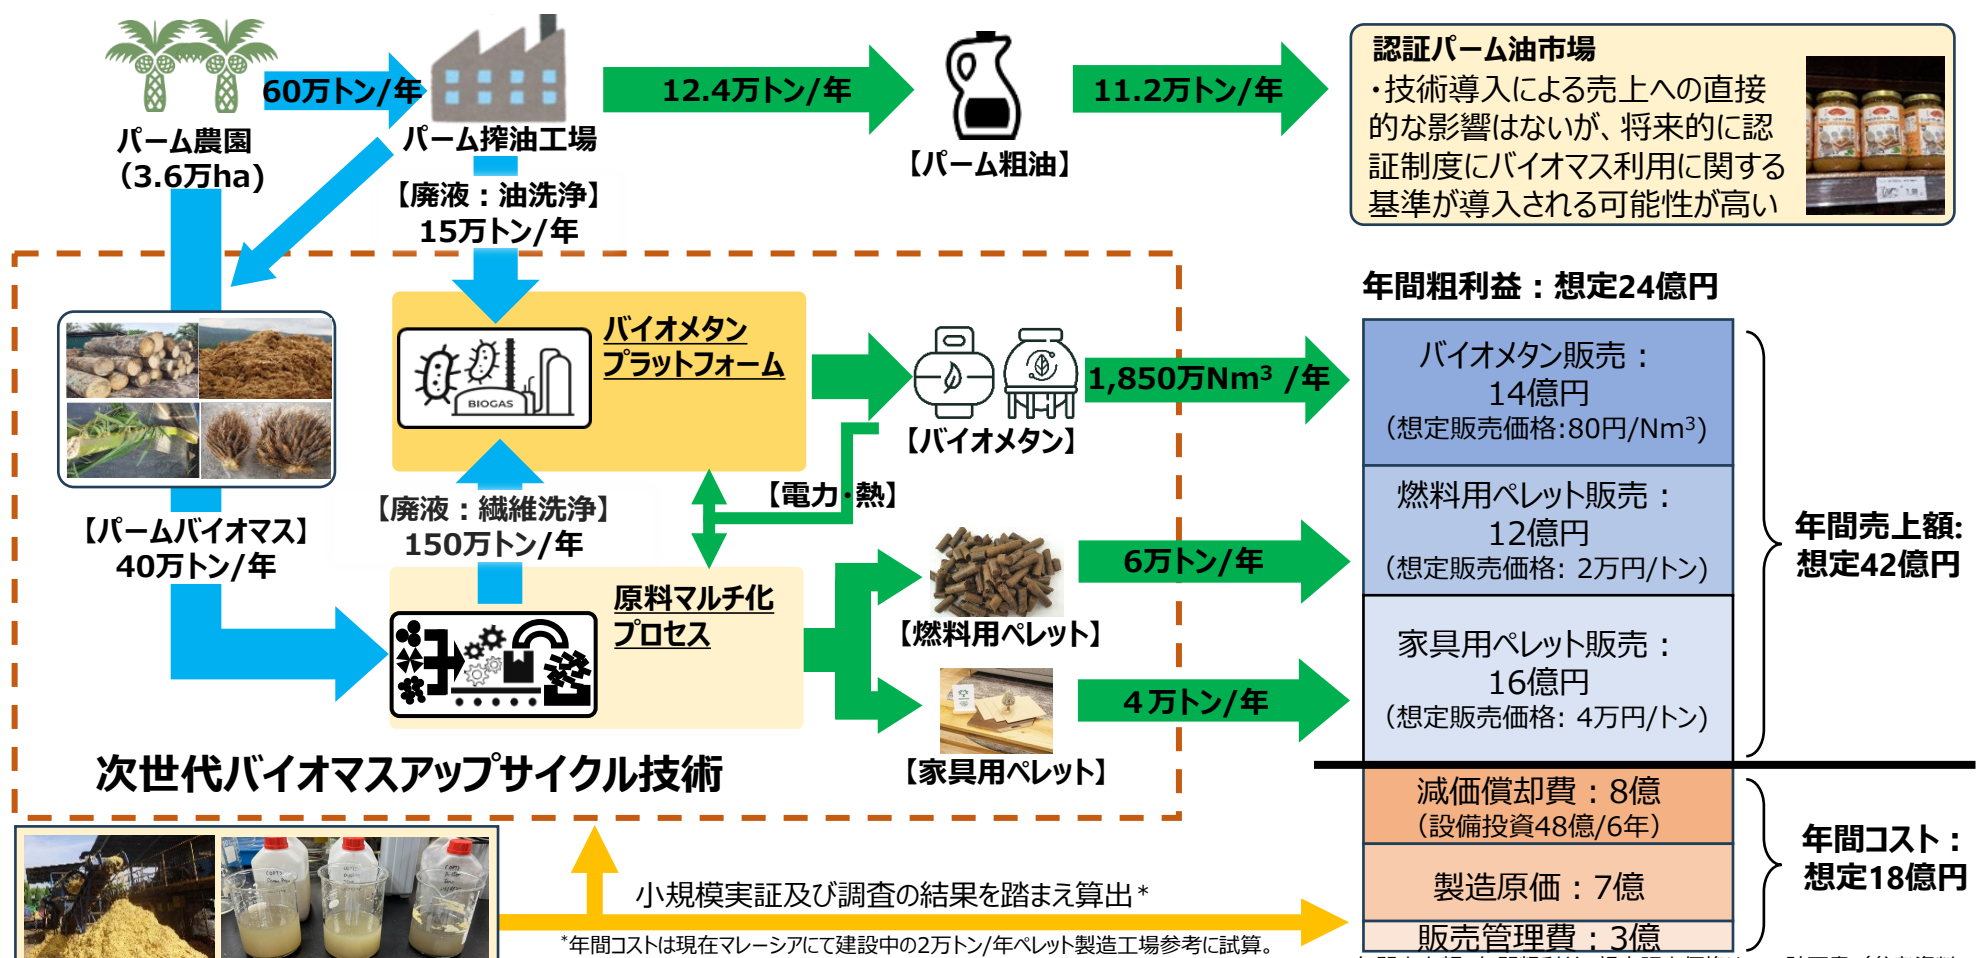 60万トン/年
パーム農園
（3.6万ha）
パーム搾油工場
12.4万トン/年
【パーム粗油】
11.2万トン/年
認証パーム油市場
・技術導入による売上への直接
的な影響はないが、将来的に認
証制度にバイオマス利用に関する
基準が導入される可能性が高い
【廃液：油洗浄】
15万トン/年
バイオメタン
プラットフォーム
BIOGAS
【バイオメタン】
1,850万Nm³ /年
【電力・熱】
【廃液：繊維洗浄】
150万トン/年
【パームバイオマス】
40万トン/年
原料マルチ化
プロセス
【燃料用ペレット】
6万トン/年
【家具用ペレット】
４万トン/年
次世代バイオマスアップサイクル技術
年間粗利益：想定24億円
バイオメタン販売：
14億円
（想定販売価格:80円/Nm³）
燃料用ペレット販売：
12億円
（想定販売価格: 2万円/トン）
家具用ペレット販売：
16億円
（想定販売価格: 4万円/トン）
年間売上額:
想定42億円
減価償却費：8億
（設備投資48億/6年）
製造原価：7億
販売管理費：3億
年間コスト：
想定18億円
小規模実証及び調査の結果を踏まえ算出*
*年間コストは現在マレーシアにて建設中の2万トン/年ペレット製造工場参考に試算。